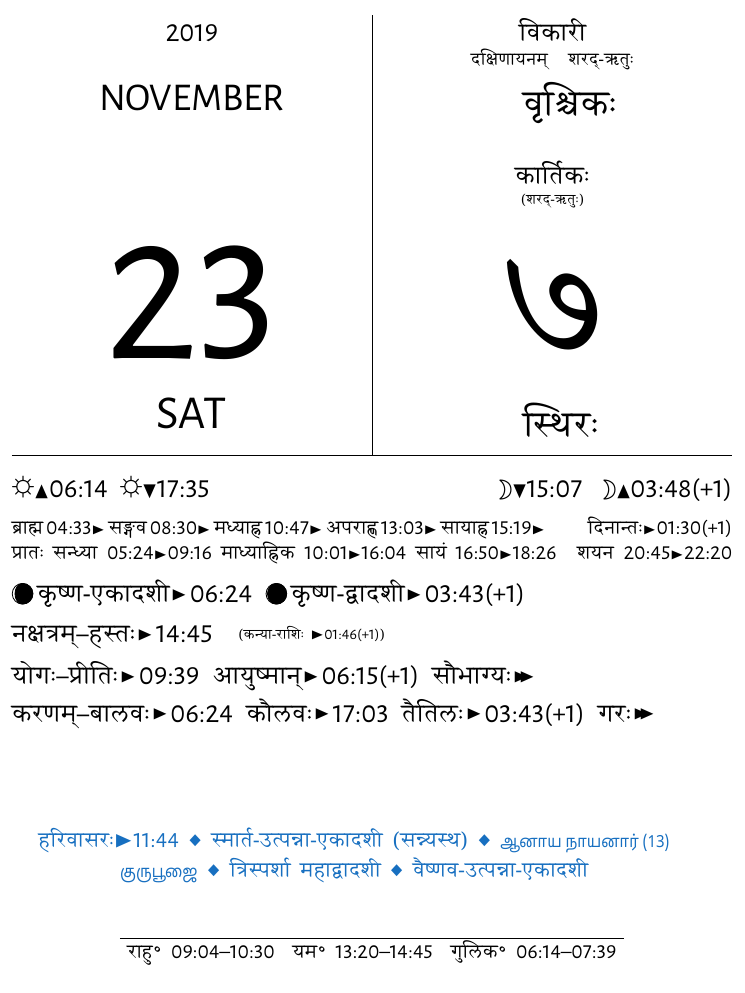 2019
NOVEMBER
23
SAT
विकारी
दक्षिणायनम् शरद्-ऋतुः
वृश्चिकः
कार्तिकः
(शरद्-ऋतुः)
७
स्थिरः
☼▲06:14 ☼▼17:35 ☽▼15:07 ☽▲03:48(+1)
ब्राह्म 04:33► सङ्गव 08:30► मध्याह्न 10:47► अपराह्ण 13:03► सायाह्न 15:19► दिनान्तः►01:30(+1)
प्रातः सन्ध्या 05:24►09:16 माध्याह्निक 10:01►16:04 सायं 16:50►18:26 शयन 20:45►22:20
कृष्ण-एकादशी► 06:24 कृष्ण-द्वादशी► 03:43(+1)
नक्षत्रम्–हस्तः► 14:45 (कन्या-राशिः ►01:46(+1))
योगः–प्रीतिः► 09:39 आयुष्मान्► 06:15(+1) सौभाग्यः►►
करणम्–बालवः► 06:24 कौलवः► 17:03 तैतिलः► 03:43(+1) गरः►►
हरिवासरः►11:44 ◆ स्मार्त-उत्पन्ना-एकादशी (सन्न्यस्थ) ◆ ஆனாய நாயனார் (13)
குருபூஜை ◆ त्रिस्पर्शा महाद्वादशी ◆ वैष्णव-उत्पन्ना-एकादशी
राहु° 09:04–10:30 यम° 13:20–14:45 गुलिक° 06:14–07:39